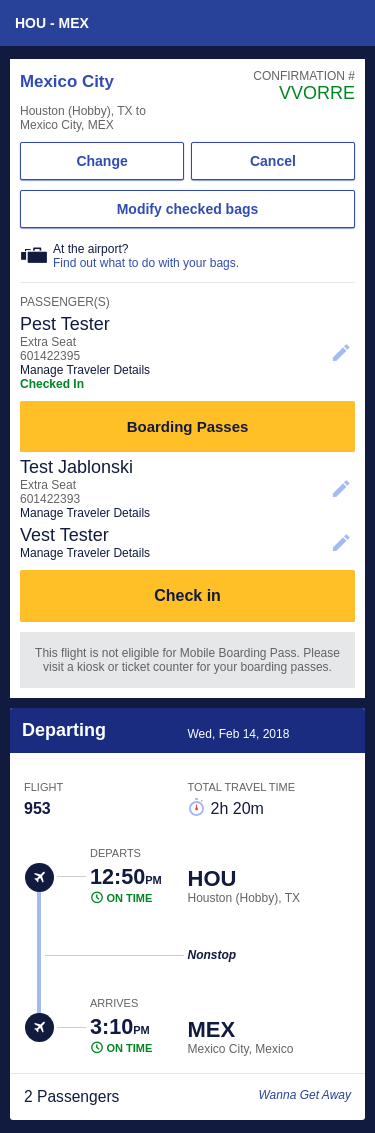 HOU - MEX
Mexico City
CONFIRMATION #
VVORRE
Houston (Hobby), TX to
Mexico City, MEX
Change
Cancel
Modify checked bags
At the airport?
Find out what to do with your bags.
PASSENGER(S)
Pest Tester
Extra Seat
601422395
Manage Traveler Details
Checked In
Boarding Passes
Test Jablonski
Extra Seat
601422393
Manage Traveler Details
Vest Tester
Manage Traveler Details
Check in
This flight is not eligible for Mobile Boarding Pass. Please
visit a kiosk or ticket counter for your boarding passes.
Departing
Wed, Feb 14, 2018
FLIGHT
953
TOTAL TRAVEL TIME
2h 20m
DEPARTS
12:50PM
ON TIME
HOU
Houston (Hobby), TX
Nonstop
ARRIVES
3:10PM
ON TIME
MEX
Mexico City, Mexico
2 Passengers
Wanna Get Away